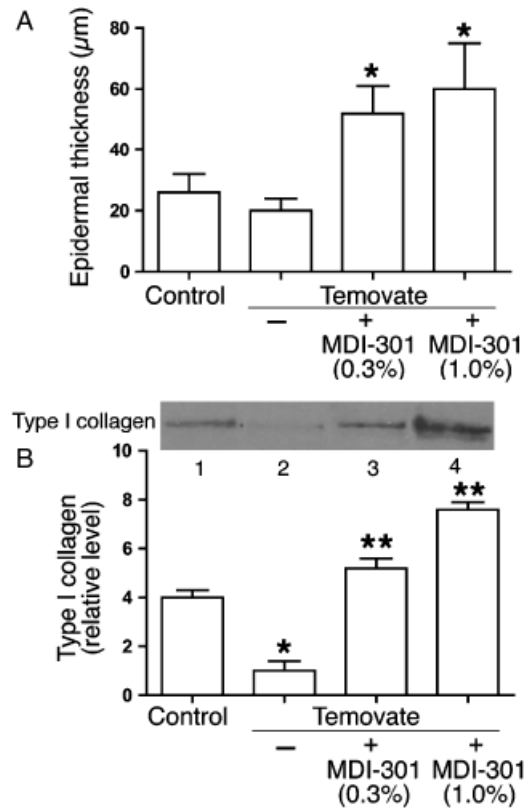 A
Epidermal thickness (µm)
80
60
40
20
0
* *
Control Temovate
– + +
MDI-301 MDI-301
(0.3%) (1.0%)
Type I collagen
B
1 2 3 4
Type I collagen
(relative level)
10
8
6
4
2
0
* ** **
Control Temovate
– + +
MDI-301 MDI-301
(0.3%) (1.0%)